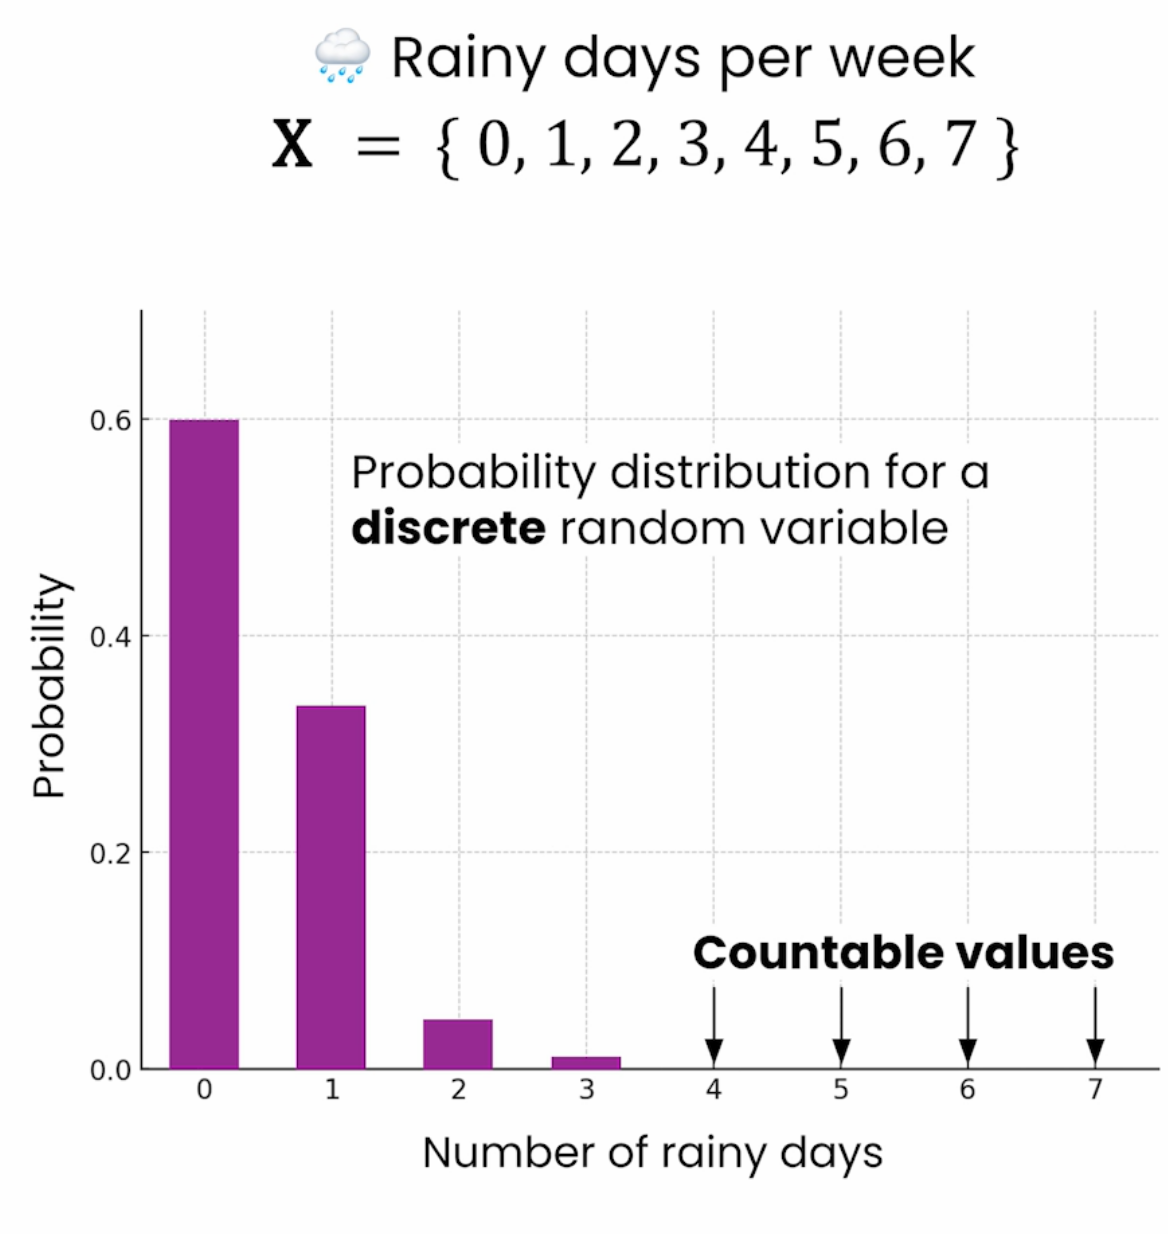 🌧️ Rainy days per week
X = { 0, 1, 2, 3, 4, 5, 6, 7 }
Probability distribution for a
discrete random variable
Probability
0.6
0.4
0.2
0.0
Countable values
0 1 2 3 4 5 6 7
Number of rainy days